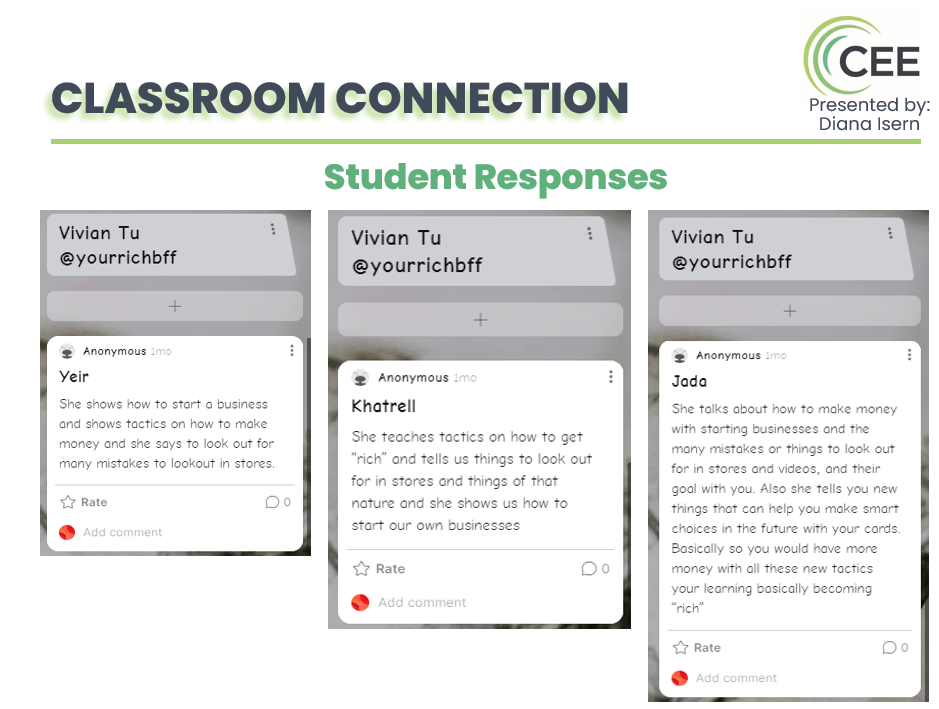 CEE
CLASSROOM CONNECTION
Presented by:
Diana Isern
Student Responses
Vivian Tu
@yourrichbff
+
Anonymous 1mo
Yeir
She shows how to start a business
and shows tactics on how to make
money and she says to look out for
many mistakes to lookout in stores.
Rate
0
Add comment
Vivian Tu
@yourrichbff
+
Anonymous 1mo
Khatrell
She teaches tactics on how to get
“rich” and tells us things to look out
for in stores and things of that
nature and she shows us how to
start our own businesses
Rate
0
Add comment
Vivian Tu
@yourrichbff
+
Anonymous 1mo
Jada
She talks about how to make money
with starting businesses and the
many mistakes or things to look out
for in stores and videos, and their
goal with you. Also she tells you new
things that can help you make smart
choices in the future with your cards.
Basically so you would have more
money with all these new tactics
your learning basically becoming
“rich”
Rate
0
Add comment